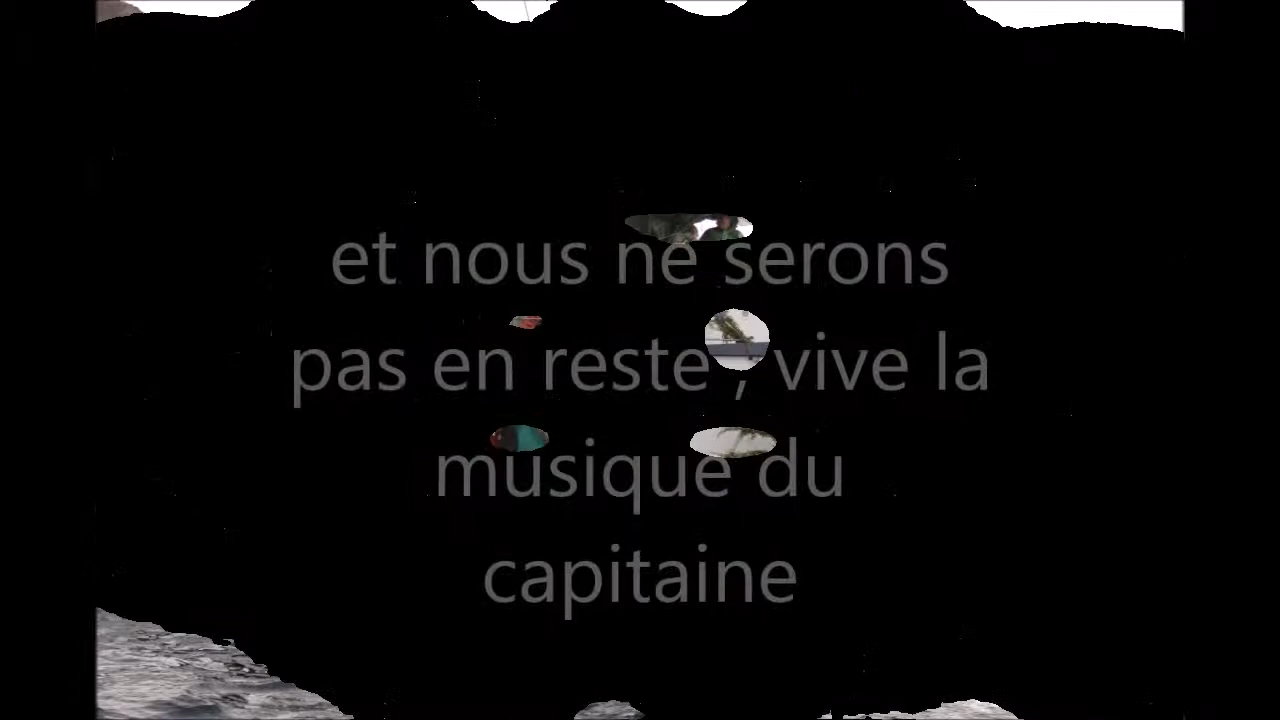 et nous ne serons
pas en reste , vive la
musique du
capitaine